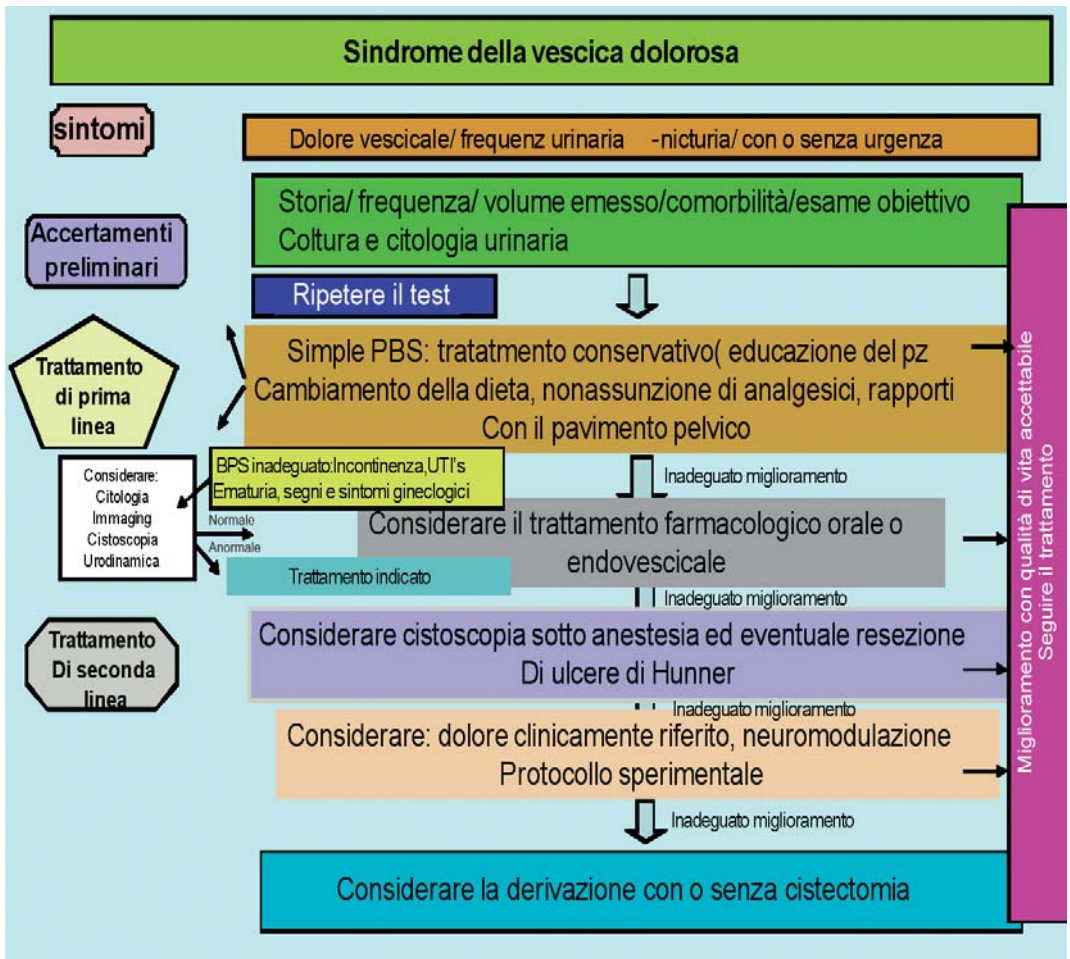 Sindrome della vescica dolorosa
sintomi
Dolore vescicale/ frequenz urinaria -nicturia/ con o senza urgenza
Accertamenti
preliminari
Storia/ frequenza/ volume emesso/comorbilità/esame obiettivo
Coltura e citologia urinaria
Ripetere il test
Trattamento
di prima
linea
Simple PBS: tratatmento conservativo( educazione del pz
Cambiamento della dieta, nonassunzione di analgesici, rapporti
Con il pavimento pelvico
Inadeguato miglioramento
BPS inadeguato:Incontinenza,UTI's
Ematuria, segni e sintomi gineclogici
Considerare:
Citologia
Immaging
Cistoscopia
Urodinamica
Normale
Anormale
Considerare il trattamento farmacologico orale o
endovescicale
Trattamento indicato
Inadeguato miglioramento
Trattamento
Di seconda
linea
Considerare cistoscopia sotto anestesia ed eventuale resezione
Di ulcere di Hunner
Inadeguato miglioramento
Considerare: dolore clinicamente riferito, neuromodulazione
Protocollo sperimentale
Inadeguato miglioramento
Considerare la derivazione con o senza cistectomia
Miglioramento con qualità di vita accettabile
Seguire il trattamento